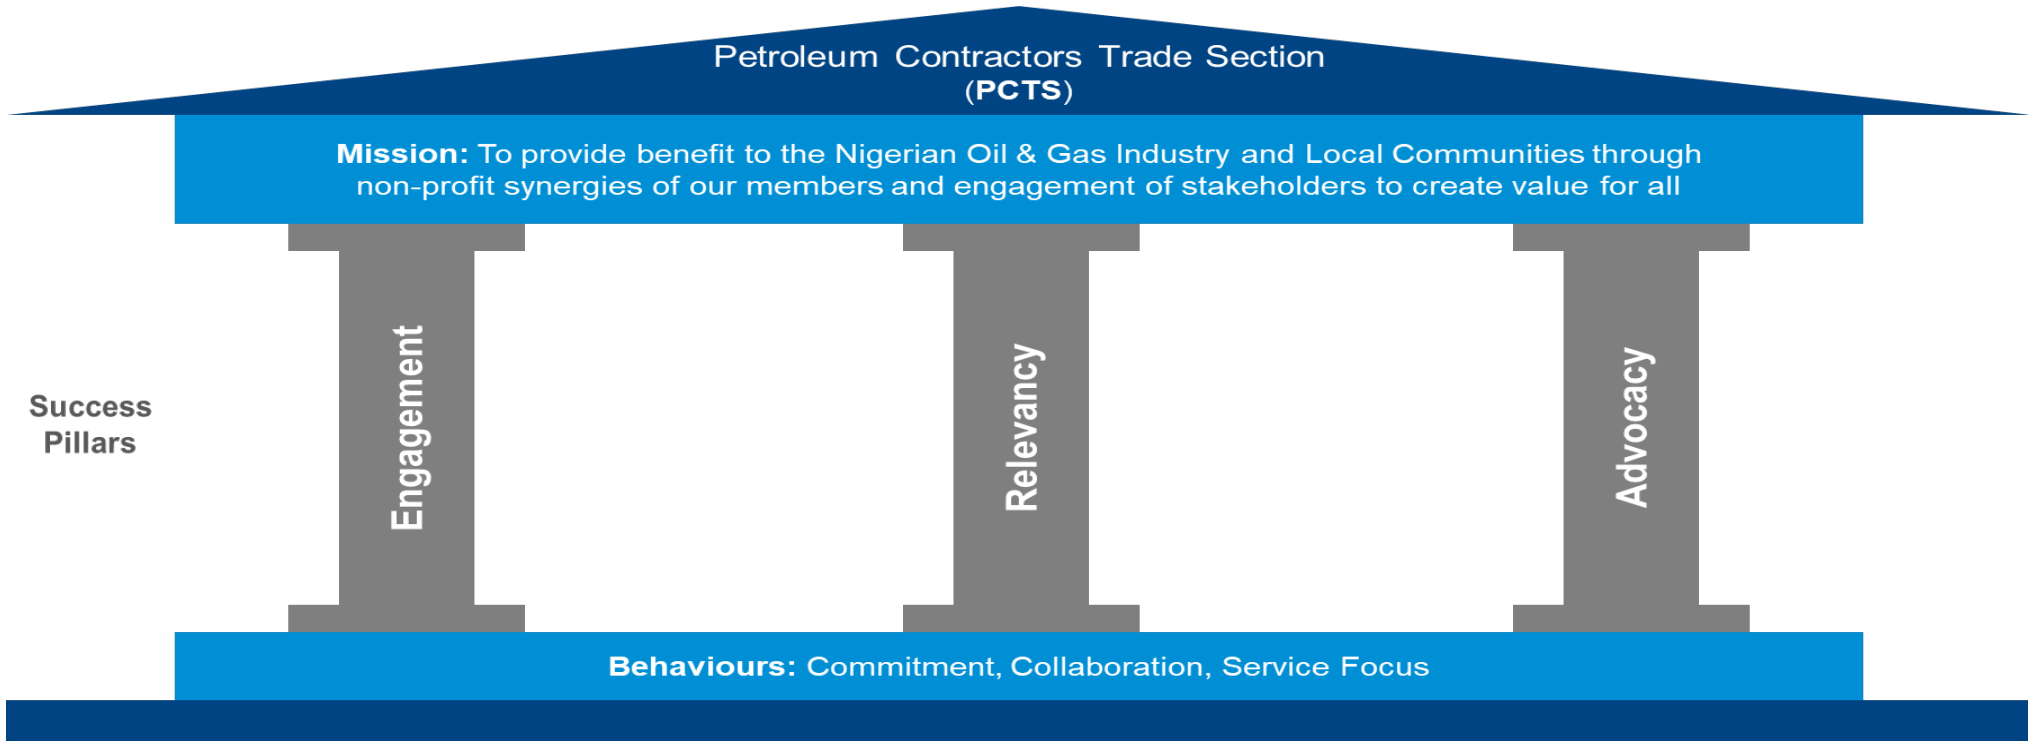 Petroleum Contractors Trade Section
(PCTS)
Mission: To provide benefit to the Nigerian Oil & Gas Industry and Local Communities through
non-profit synergies of our members and engagement of stakeholders to create value for all
Success
Pillars
Engagement
Relevancy
Advocacy
Behaviours: Commitment, Collaboration, Service Focus